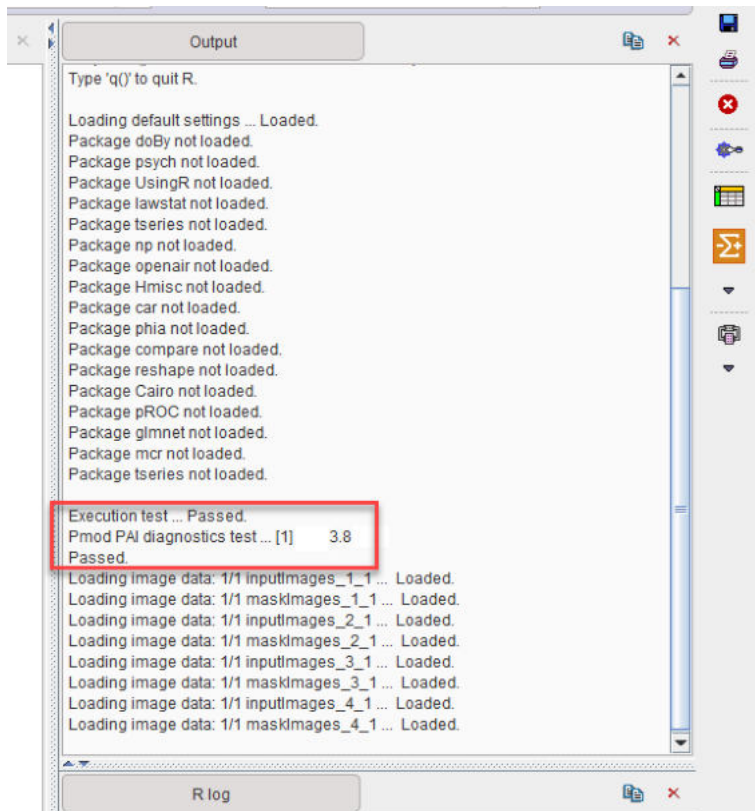 Output
Type 'q()' to quit R.
Loading default settings ... Loaded.
Package doBy not loaded.
Package psych not loaded.
Package UsingR not loaded.
Package lawstat not loaded.
Package tseries not loaded.
Package np not loaded.
Package openair not loaded.
Package Hmisc not loaded.
Package car not loaded.
Package phia not loaded.
Package compare not loaded.
Package reshape not loaded.
Package Cairo not loaded.
Package pROC not loaded.
Package glmnet not loaded.
Package mcr not loaded.
Package tseries not loaded.
Execution test ... Passed.
Pmod PAI diagnostics test ... [1] 3.8
Passed.
Loading image data: 1/1 inputImages_1_1 ... Loaded.
Loading image data: 1/1 maskImages_1_1 ... Loaded.
Loading image data: 1/1 inputImages_2_1 ... Loaded.
Loading image data: 1/1 maskImages_2_1 ... Loaded.
Loading image data: 1/1 inputImages_3_1 ... Loaded.
Loading image data: 1/1 maskImages_3_1 ... Loaded.
Loading image data: 1/1 inputImages_4_1 ... Loaded.
Loading image data: 1/1 maskImages_4_1 ... Loaded.
R log